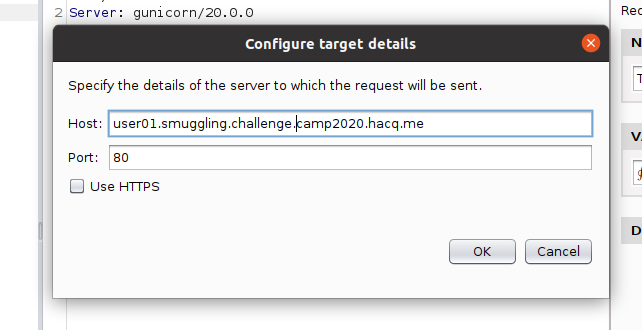 Rec
2 Server: gunicorn/20.0.0
Configure target details
N
Specify the details of the server to which the request will be sent.
Host: user01.smuggling.challenge.camp2020.hacq.me
V
Port: 80
Use HTTPS
D
OK Cancel